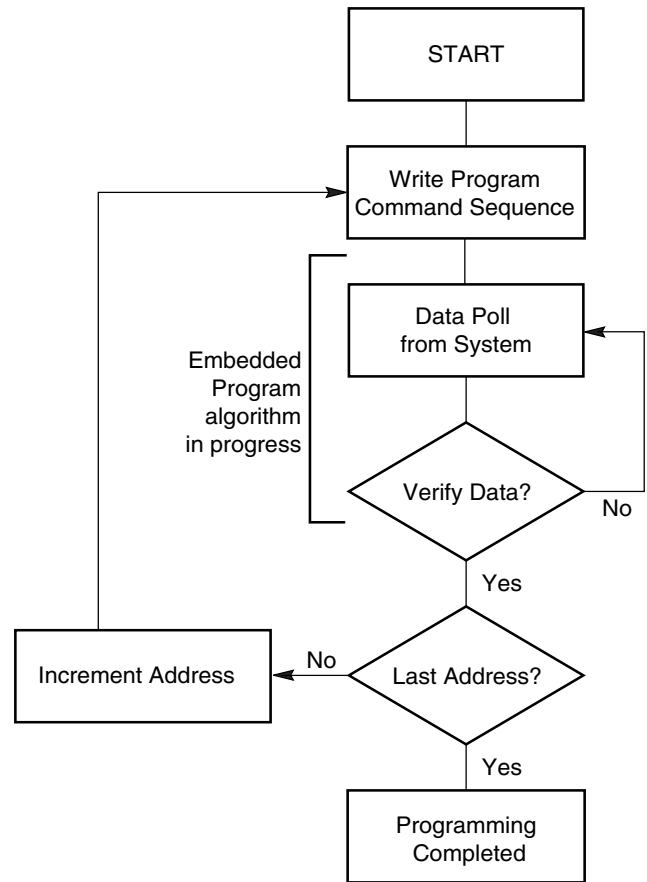 START
Write Program
Command Sequence
Data Poll
from System
Embedded
Program
algorithm
in progress
Verify Data?
No
Yes
No
Increment Address
Last Address?
Yes
Programming
Completed